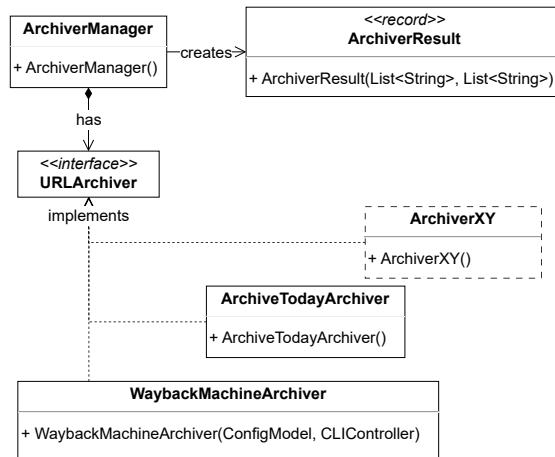 ArchiverManager
+ ArchiverManager()
creates
<<record>>
ArchiverResult
+ ArchiverResult(List<String>, List<String>)
has
<<interface>>
URLArchiver
implements
ArchiverXY
+ ArchiverXY()
ArchiveTodayArchiver
+ ArchiveTodayArchiver()
WaybackMachineArchiver
+ WaybackMachineArchiver(ConfigModel, CLIController)